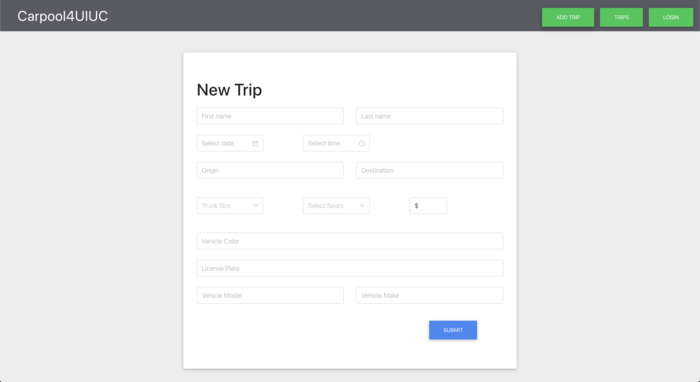 Carpool4UIUC
ADD TRIP TRIPS LOGIN
New Trip
First name Last name
Select date Select time
Origin Destination
Trunk Size Select Seats $
Vehicle Color
License Plate
Vehicle Model Vehicle Make
SUBMIT